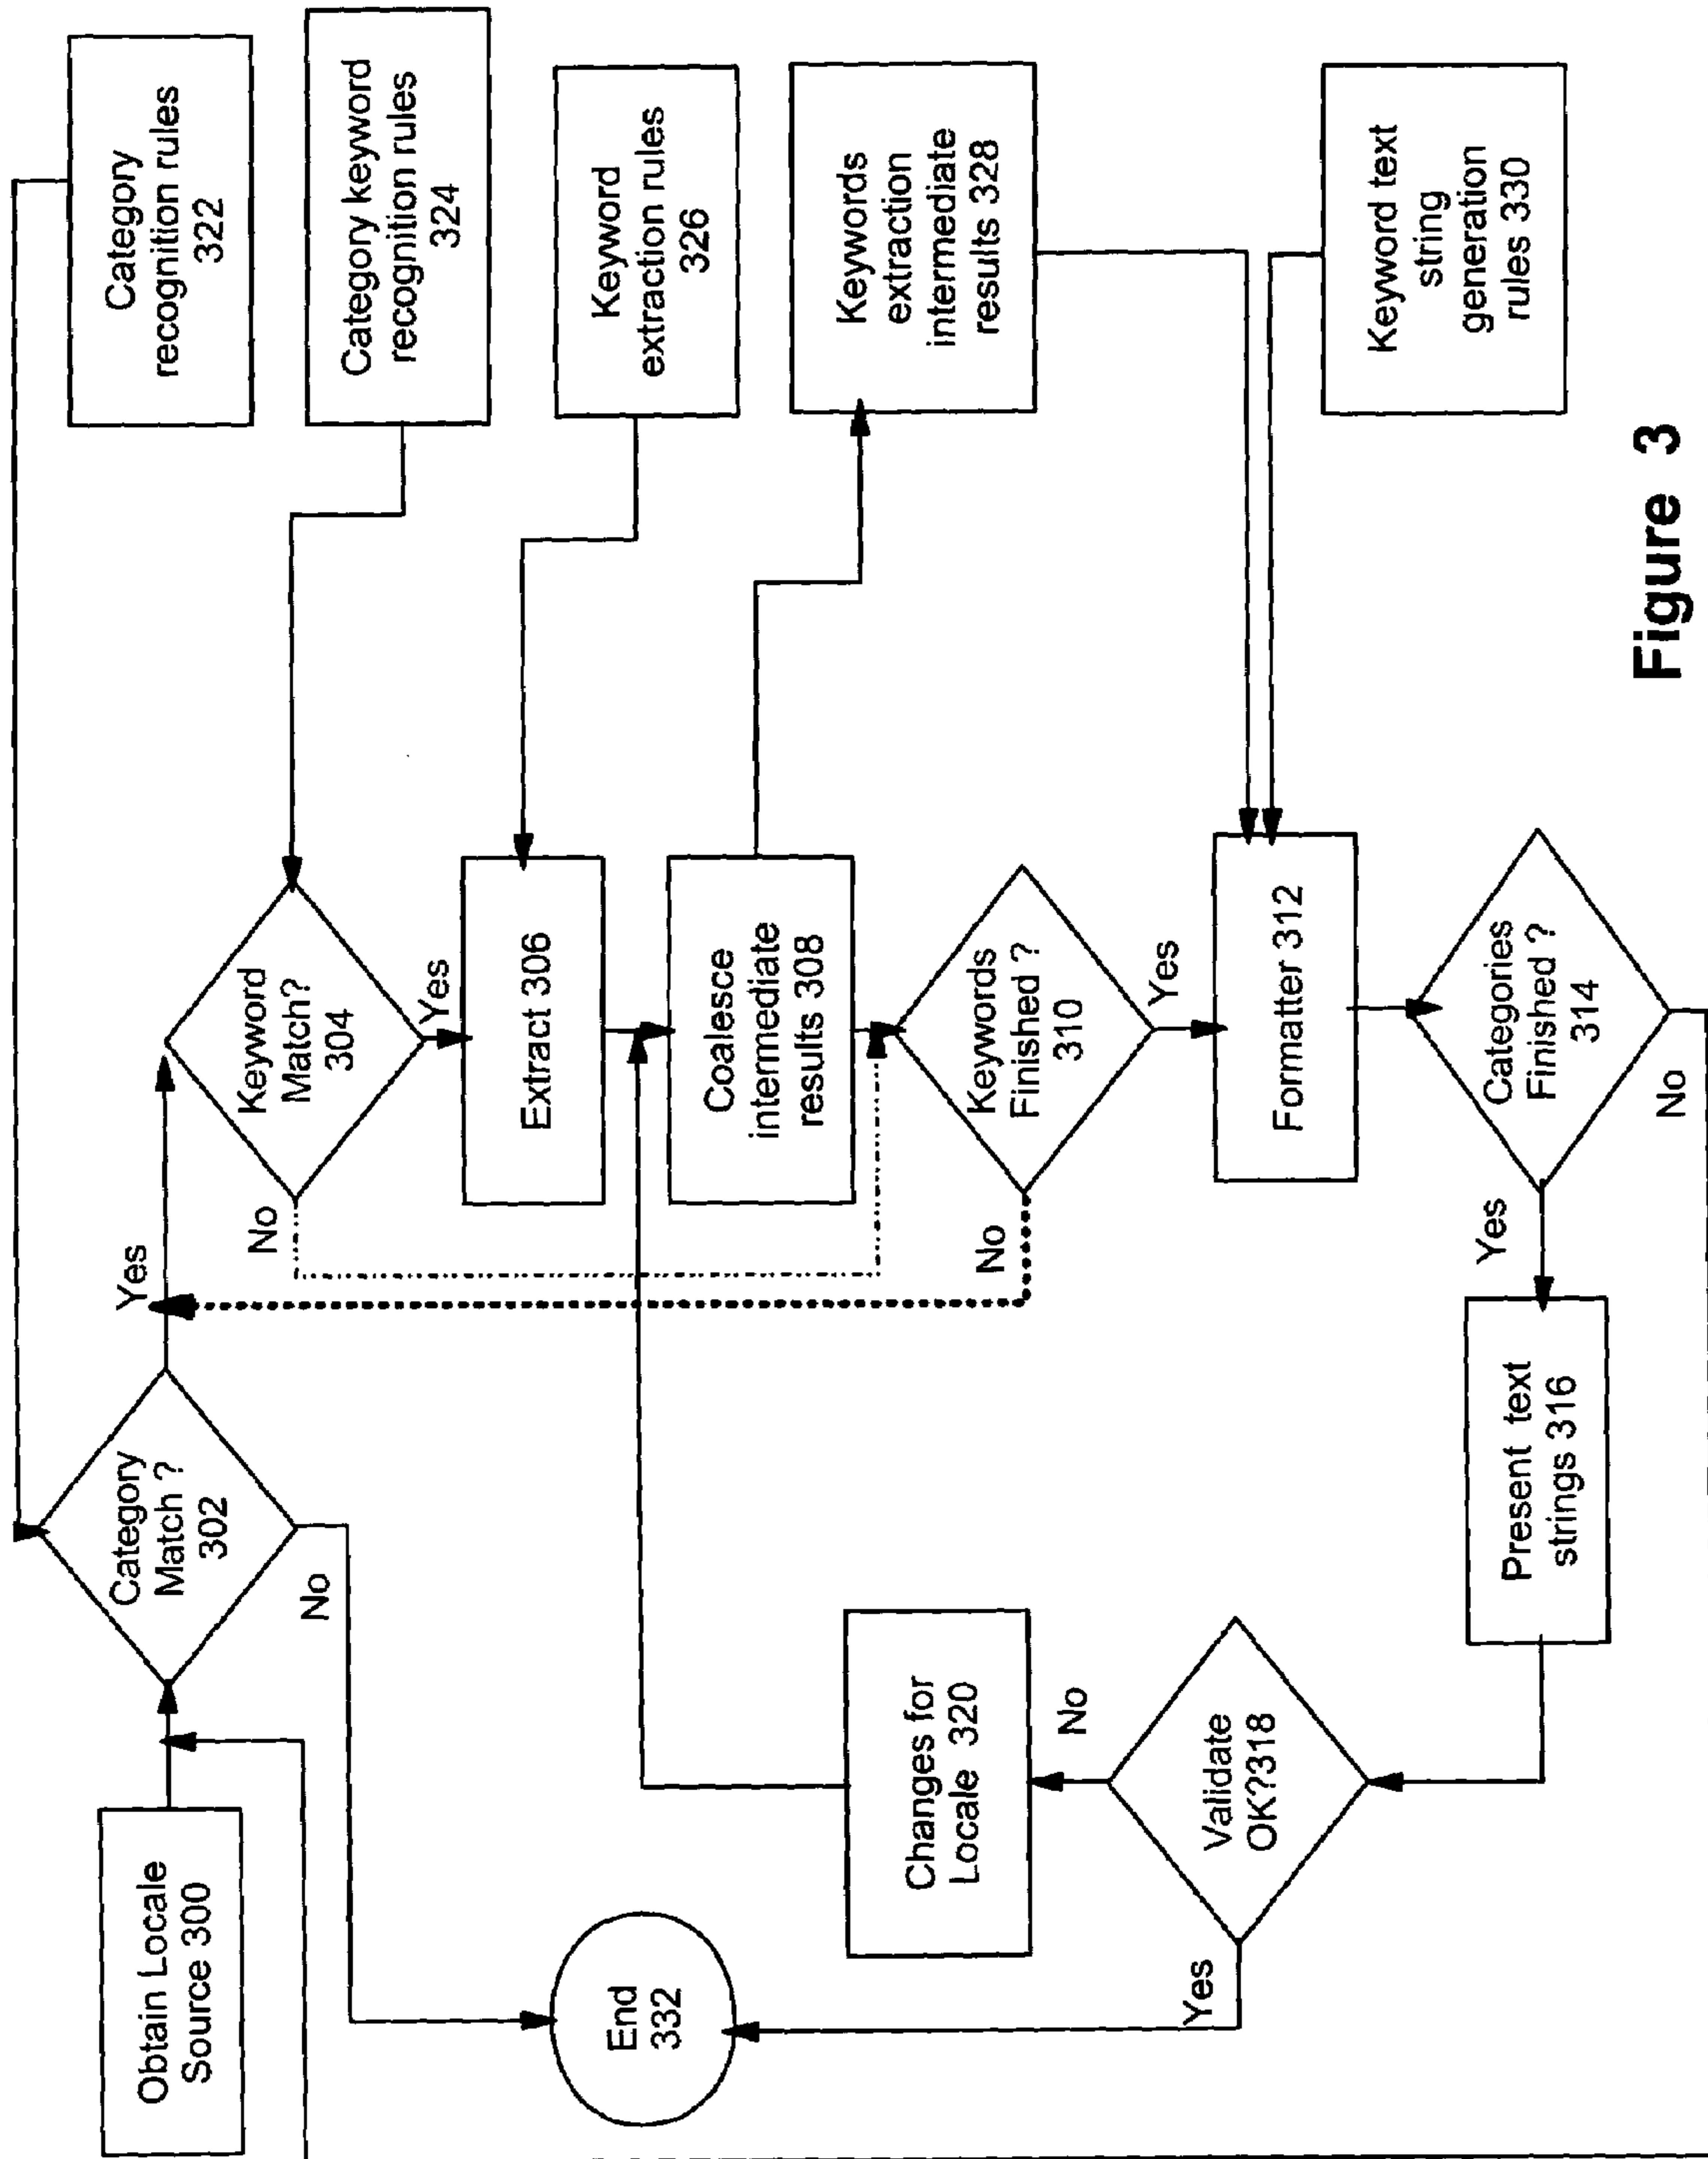 Obtain Locale
Source 300
Category
Match ?
302
Yes
No
Category
recognition rules
322
Keyword
Match?
304
No
Yes
Category keyword
recognition rules
324
Extract 306
Keyword
extraction rules
326
End
332
Coalesce
intermediate
results 308
Keywords
extraction
intermediate
results 328
Changes for
Locale 320
No
Keywords
Finished ?
310
No
Yes
Validate
OK?318
Yes
Formatter 312
Keyword text
string
generation
rules 330
Present text
strings 316
Yes
Categories
Finished ?
314
No
Figure 3